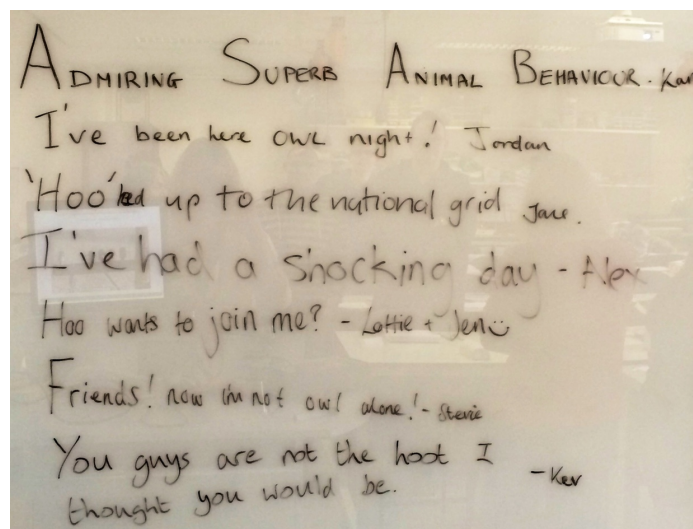 ADMIRING SUPERB ANIMAL BEHAVIOUR. Kar
I've been here owl night! Jordan
'Hoo'ked up to the national grid Jane.
I've had a shocking day - Alex
Hoo wants to join me? - Lottie + Jen
Friends! now im not owl alone! - Stevie
You guys are not the hoot I - Kev
thought you would be.